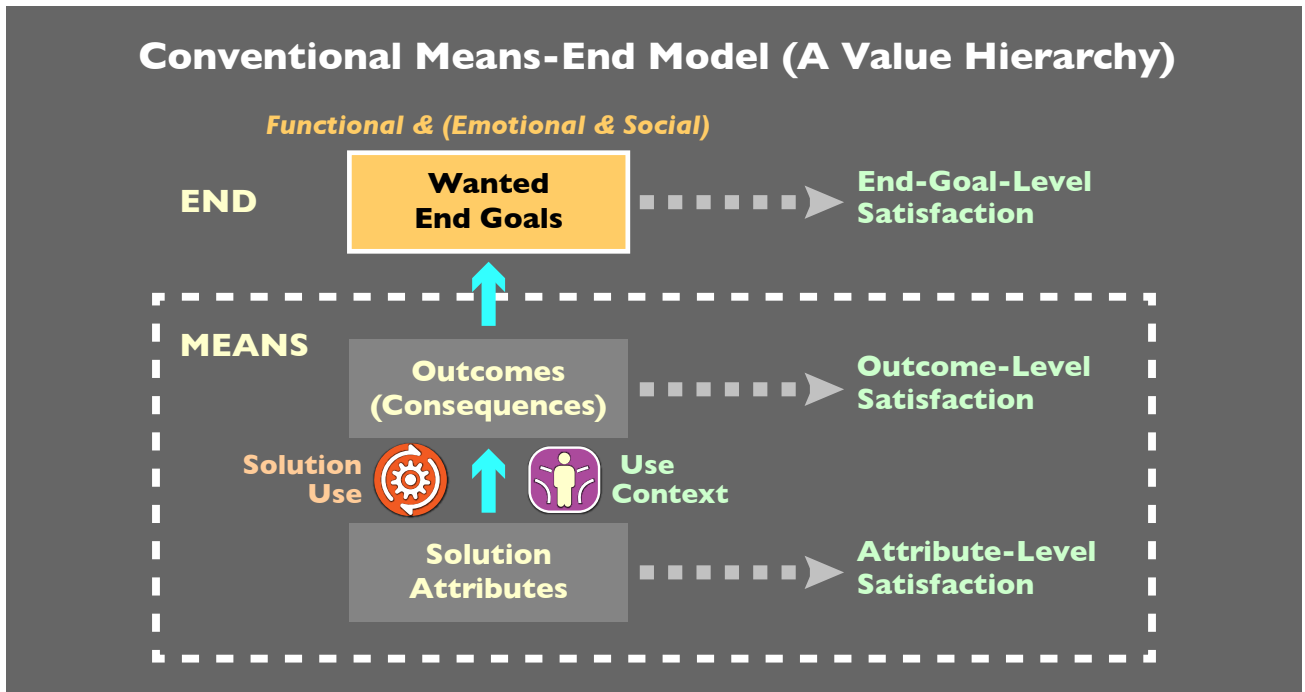 Conventional Means-End Model (A Value Hierarchy)
Functional & (Emotional & Social)
END
Wanted
End Goals
End-Goal-Level
Satisfaction
MEANS
Outcomes
(Consequences)
Outcome-Level
Satisfaction
Solution
Use
Use
Context
Solution
Attributes
Attribute-Level
Satisfaction